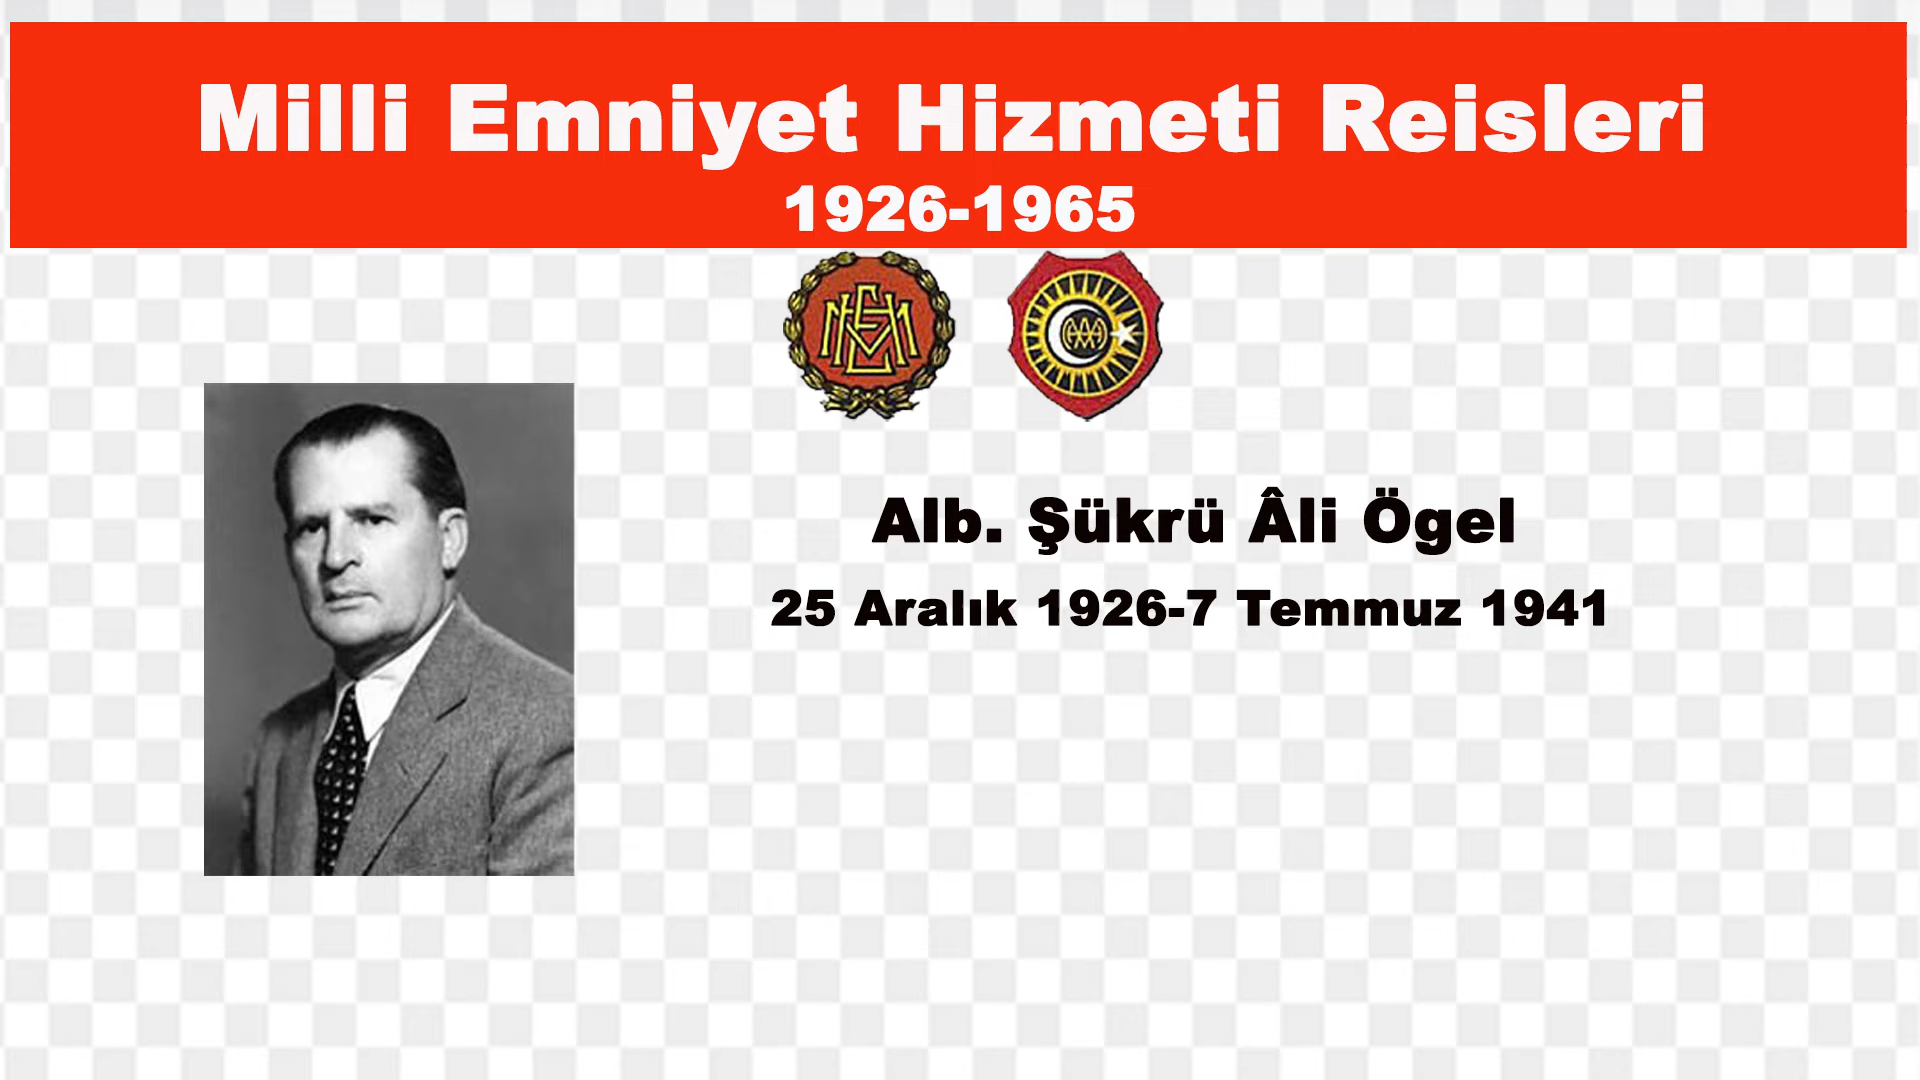 Milli Emniyet Hizmeti Reisleri
1926-1965
Alb. Şükrü Âli Ögel
25 Aralık 1926-7 Temmuz 1941